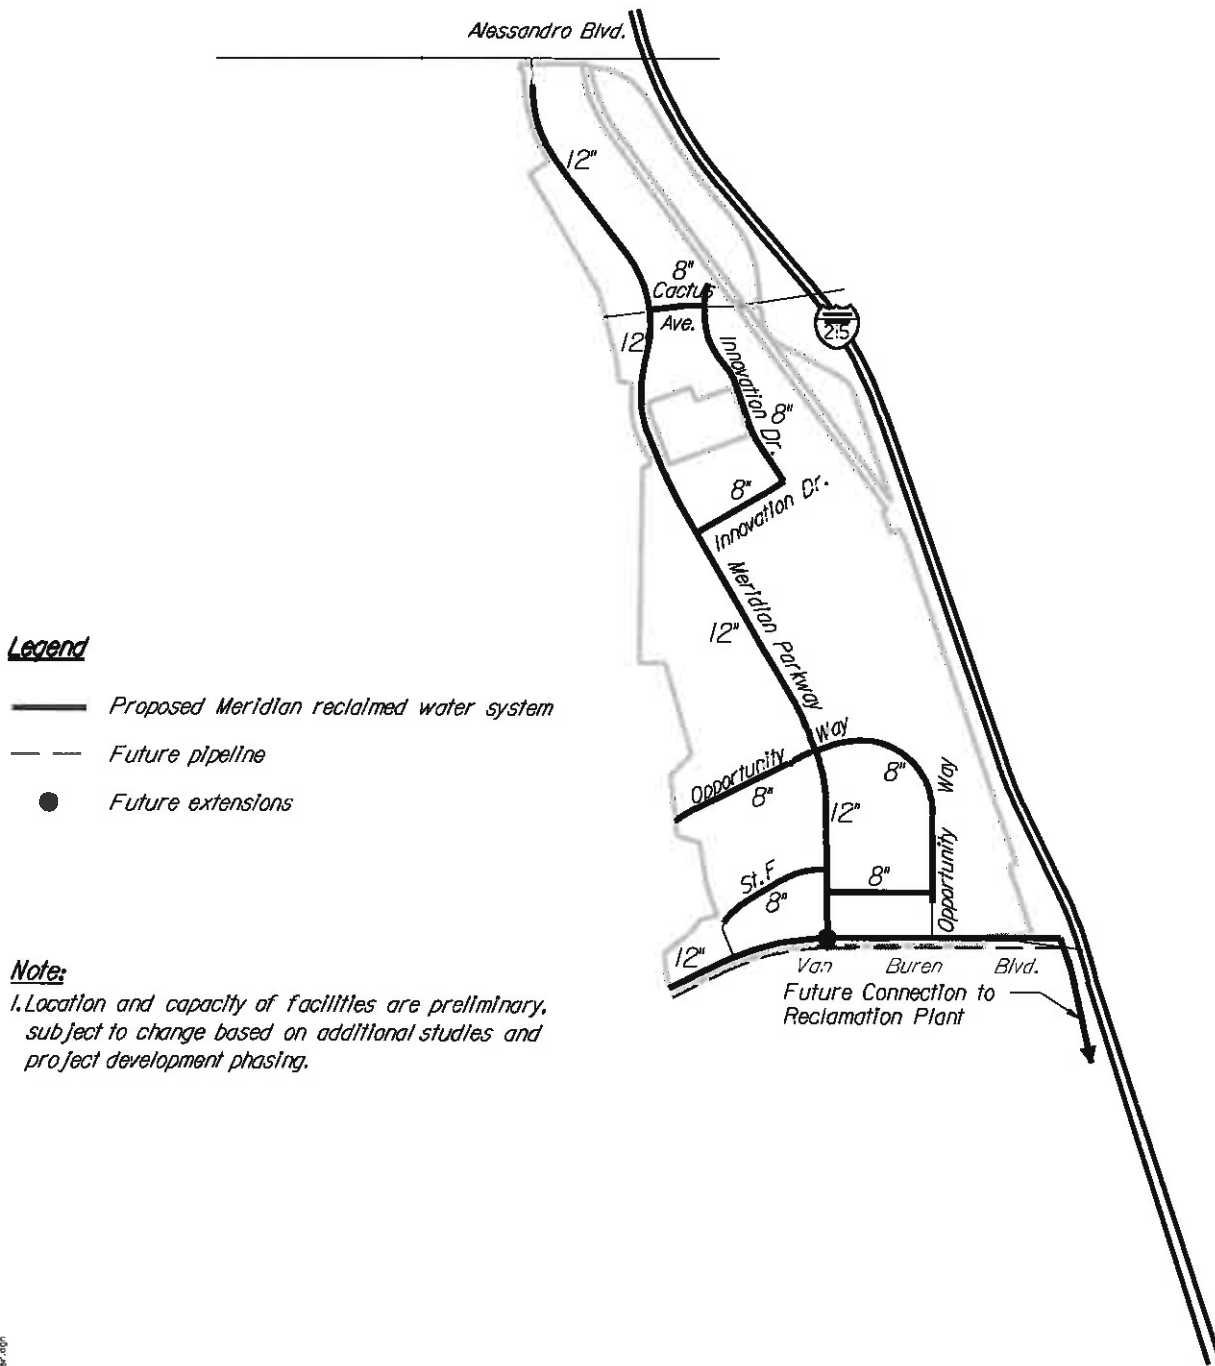 Alessandro Blvd.
12"
8"
Cactus
Ave.
12
215
Innovation Dr.
8"
8"
Innovation Dr.
Meridian Parkway
12"
Legend
Proposed Meridian reclaimed water system
Future pipeline
Future extensions
Opportunity Way
8"
8"
Opportunity Way
12"
St. F
8"
8"
12"
Van Buren Blvd.
Future Connection to
Reclamation Plant
Note:
1. Location and capacity of facilities are preliminary,
subject to change based on additional studies and
project development phasing.